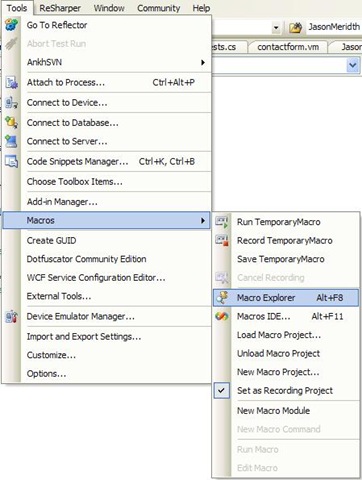 Tools ReSharper Window Community Help
Go To Reflector
JasonMeridth
Abort Test Run
ests.cs contactform.vm Jason
AnkhSVN
Attach to Process... Ctrl+Alt+P
Connect to Device...
Connect to Database...
Connect to Server...
Code Snippets Manager... Ctrl+K, Ctrl+B
Choose Toolbox Items...
Add-in Manager...
Macros
Create GUID
Dotfuscator Community Edition
WCF Service Configuration Editor...
External Tools...
Device Emulator Manager...
Import and Export Settings...
Customize...
Options...
Run TemporaryMacro
Record TemporaryMacro
Save TemporaryMacro
Cancel Recording
Macro Explorer Alt+F8
Macros IDE... Alt+F11
Load Macro Project...
Unload Macro Project
New Macro Project...
Set as Recording Project
New Macro Module
New Macro Command
Run Macro
Edit Macro